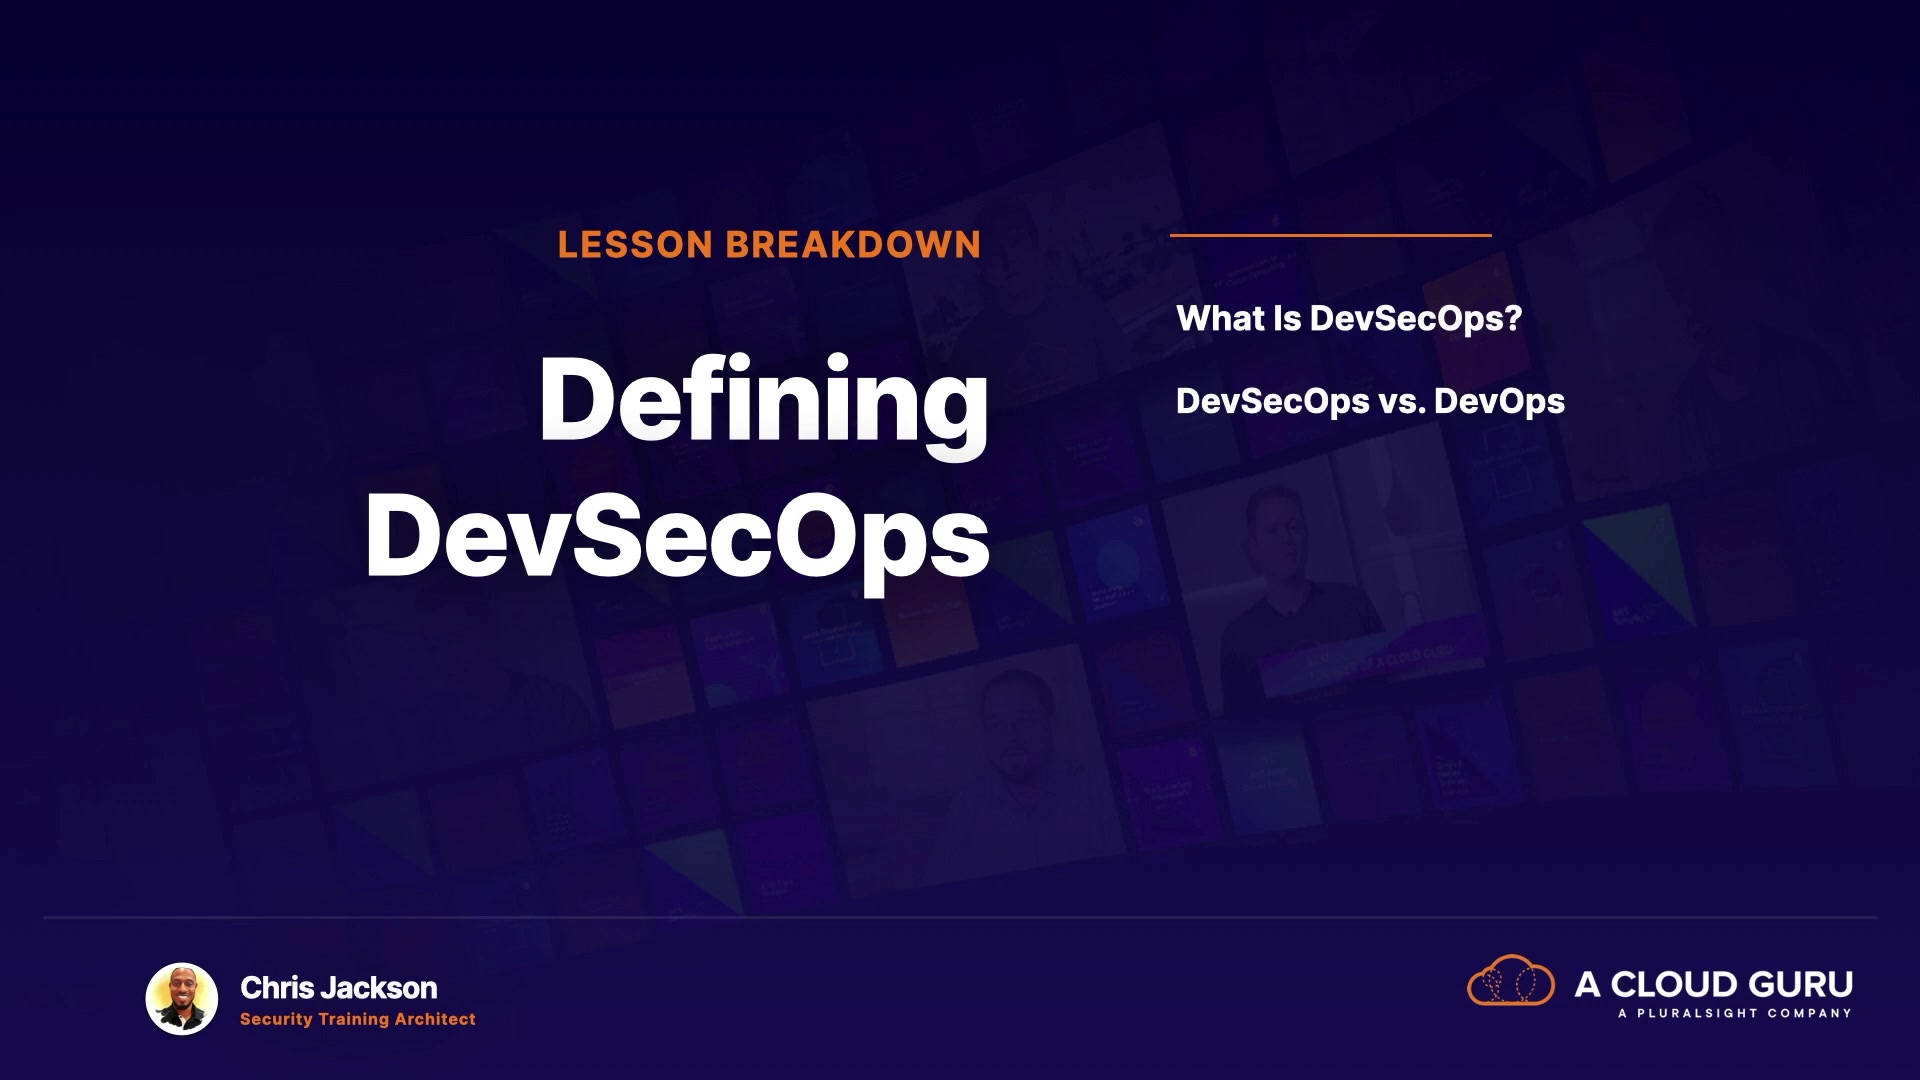 LESSON BREAKDOWN
Defining
DevSecOps
What Is DevSecOps?
DevSecOps vs. DevOps
Chris Jackson
Security Training Architect
A CLOUD GURU
A PLURALSIGHT COMPANY